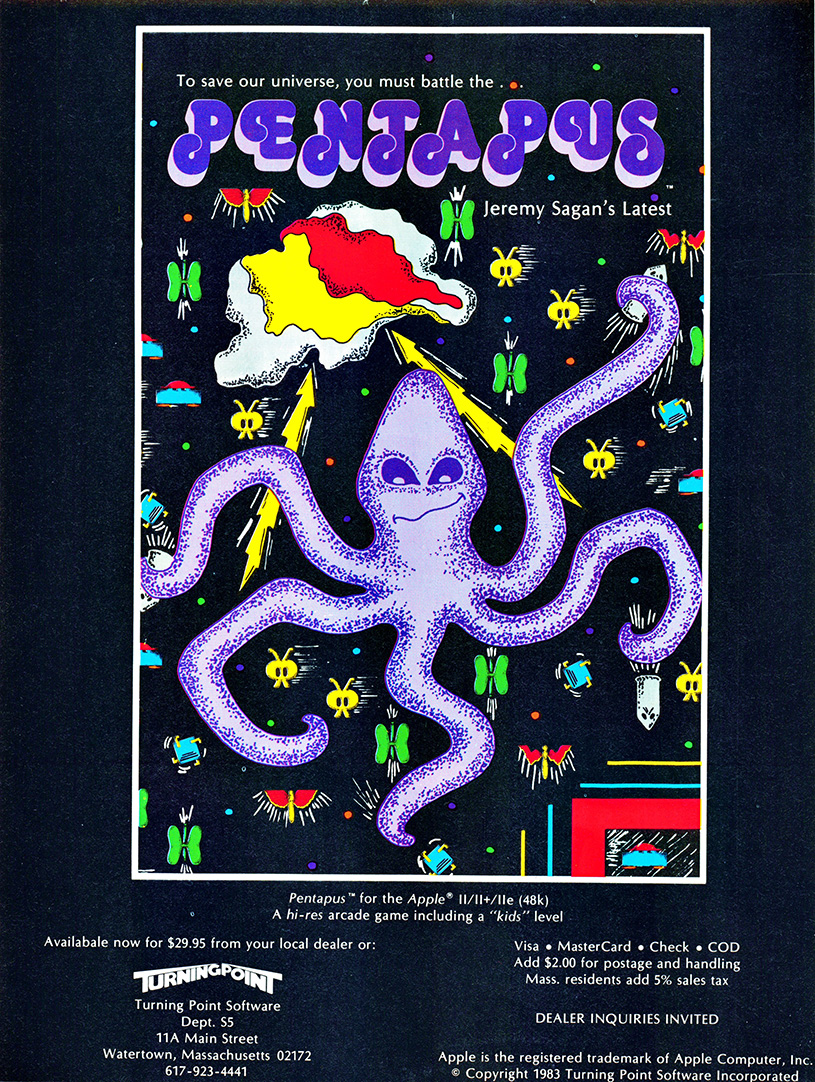 To save our universe, you must battle the . . .
PENTAPUS™
Jeremy Sagan's Latest
Pentapus™ for the Apple® II/II+/IIe (48k)
A hi-res arcade game including a "kids" level
Availabale now for $29.95 from your local dealer or:
TURNINGPOINT
Turning Point Software
Dept. S5
11A Main Street
Watertown, Massachusetts 02172
617-923-4441
Visa • MasterCard • Check • COD
Add $2.00 for postage and handling
Mass. residents add 5% sales tax
DEALER INQUIRIES INVITED
Apple is the registered trademark of Apple Computer, Inc.
© Copyright 1983 Turning Point Software Incorporated